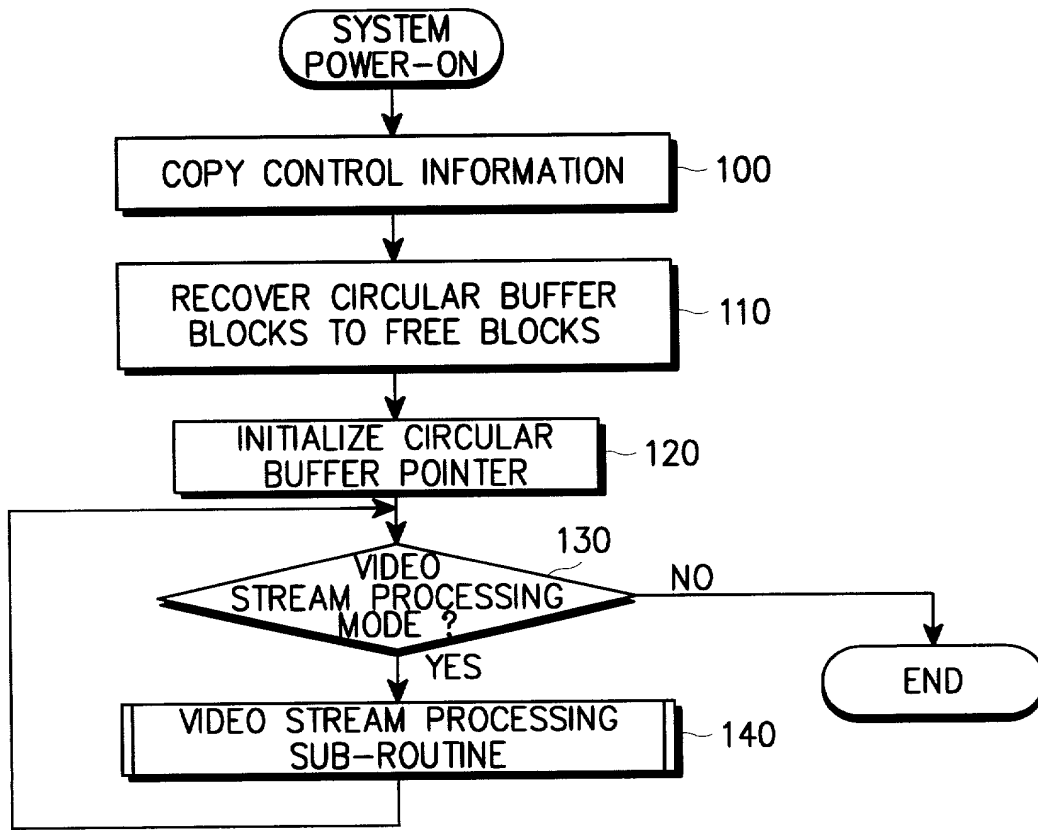 SYSTEM
POWER-ON
COPY CONTROL INFORMATION
100
RECOVER CIRCULAR BUFFER
BLOCKS TO FREE BLOCKS
110
INITIALIZE CIRCULAR
BUFFER POINTER
120
130
VIDEO
STREAM PROCESSING
MODE ?
NO
YES
END
VIDEO STREAM PROCESSING
SUB-ROUTINE
140